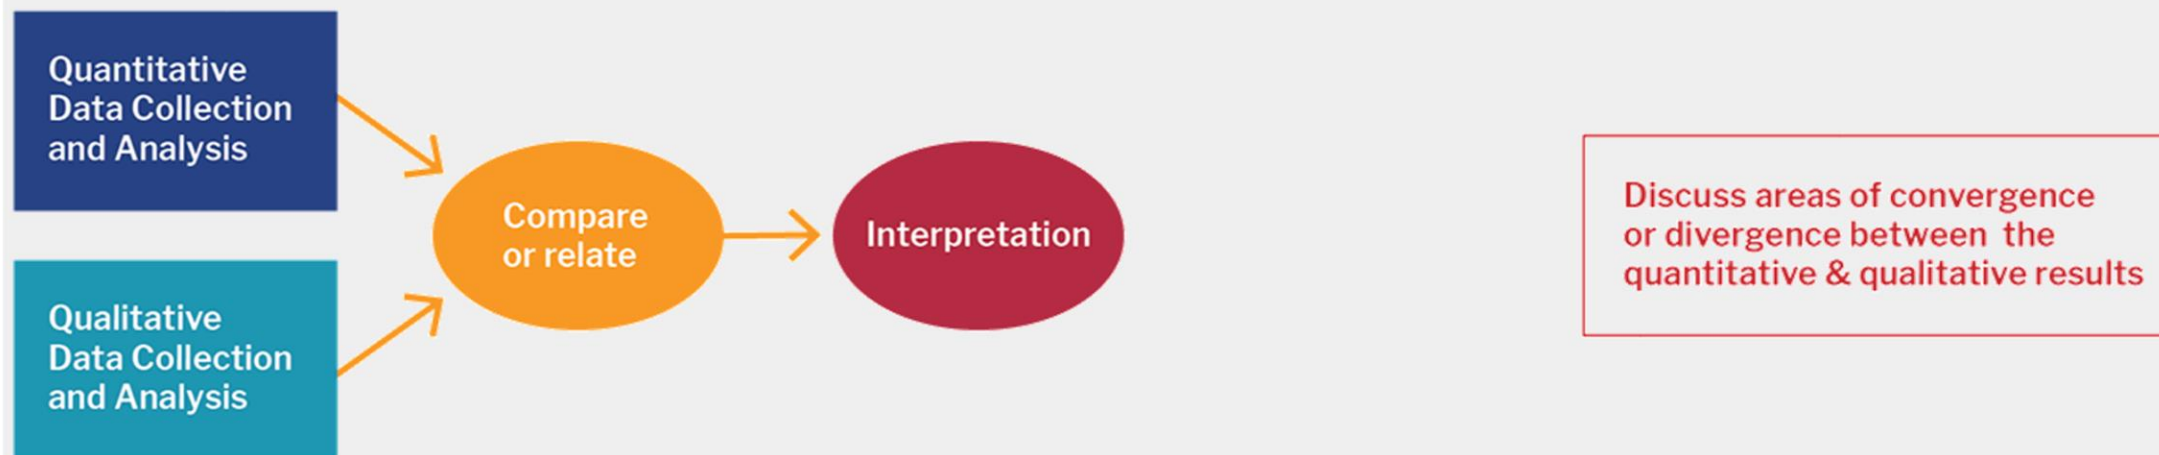 Quantitative
Data Collection
and Analysis
Qualitative
Data Collection
and Analysis
Compare
or relate
Interpretation
Discuss areas of convergence
or divergence between the
quantitative & qualitative results